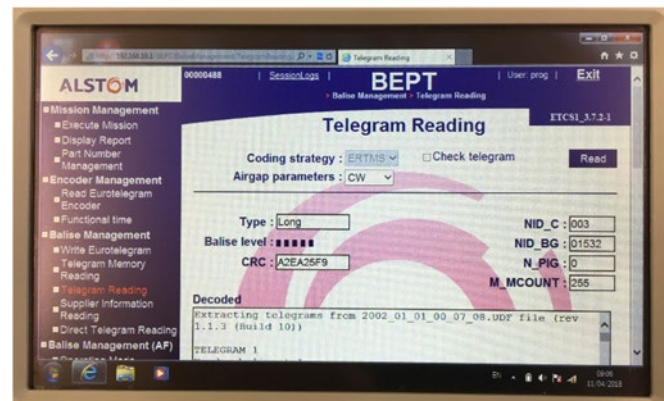 Telegram Reading
ALSTOM
00000488 | SessionLogs | BEPT | User: prog | Exit
> Balise Management > Telegram Reading
ETCS1_3.7.2-1
Mission Management
Execute Mission
Display Report
Part Number
Management
Encoder Management
Read Eurotelegram
Encoder
Functional time
Balise Management
Write Eurotelegram
Telegram Memory
Reading
Telegram Reading
Supplier Information
Reading
Direct Telegram Reading
Balise Management (AF)
Telegram Reading
Coding strategy : ERTMS
Check telegram
Read
Airgap parameters : CW
Type : Long
NID_C : 003
Balise level :
NID_BG : 01532
CRC : A2EA25F9
N_PIG : 0
M_MCOUNT : 255
Decoded
Extracting telegrams from 2002_01_01_00_07_08.UDF file (rev
1.1.3 (Build 10))
TELEGRAM 1
EN
09:06
11/04/2018